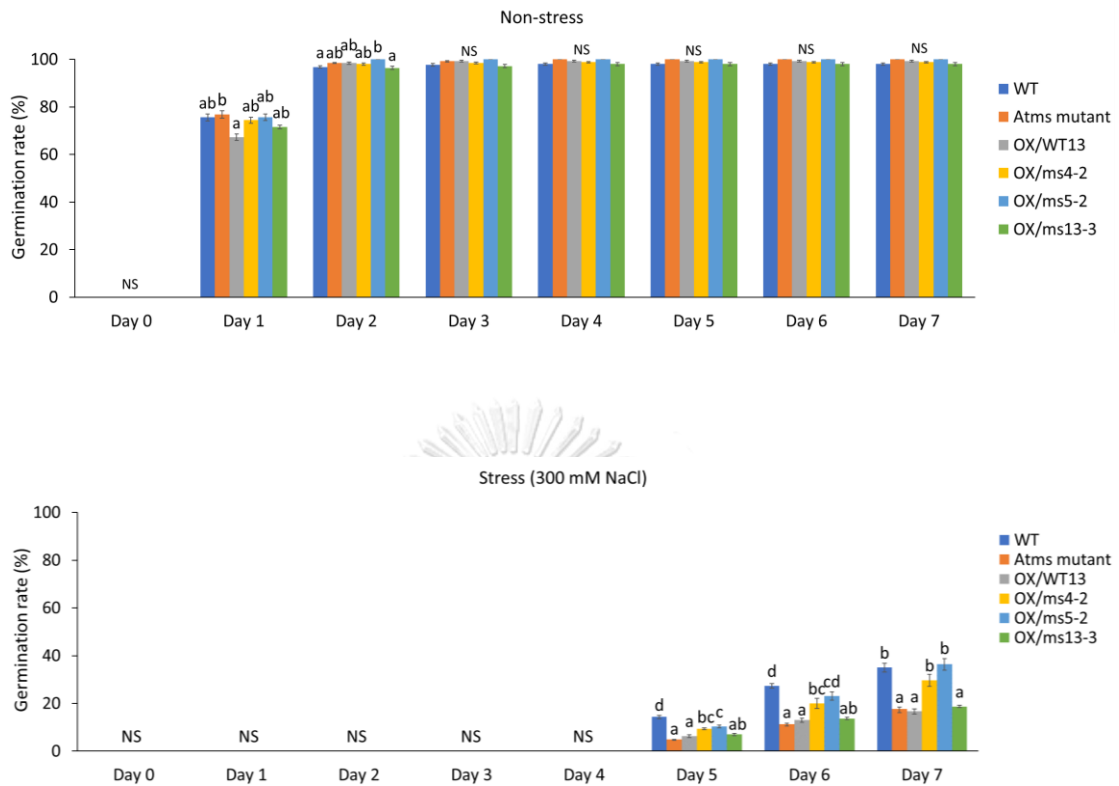 Non-stress
Germination rate (%)
100
80
60
40
20
0
NS
ab b a ab ab ab
a ab ab ab b a
NS
NS
NS
NS
NS
Day 0 Day 1 Day 2 Day 3 Day 4 Day 5 Day 6 Day 7
WT
Atms mutant
OX/WT13
OX/ms4-2
OX/ms5-2
OX/ms13-3
Stress (300 mM NaCl)
Germination rate (%)
100
80
60
40
20
0
NS NS NS NS NS
d a a bc c ab
d a a bc cd ab
b a a b b a
Day 0 Day 1 Day 2 Day 3 Day 4 Day 5 Day 6 Day 7
WT
Atms mutant
OX/WT13
OX/ms4-2
OX/ms5-2
OX/ms13-3